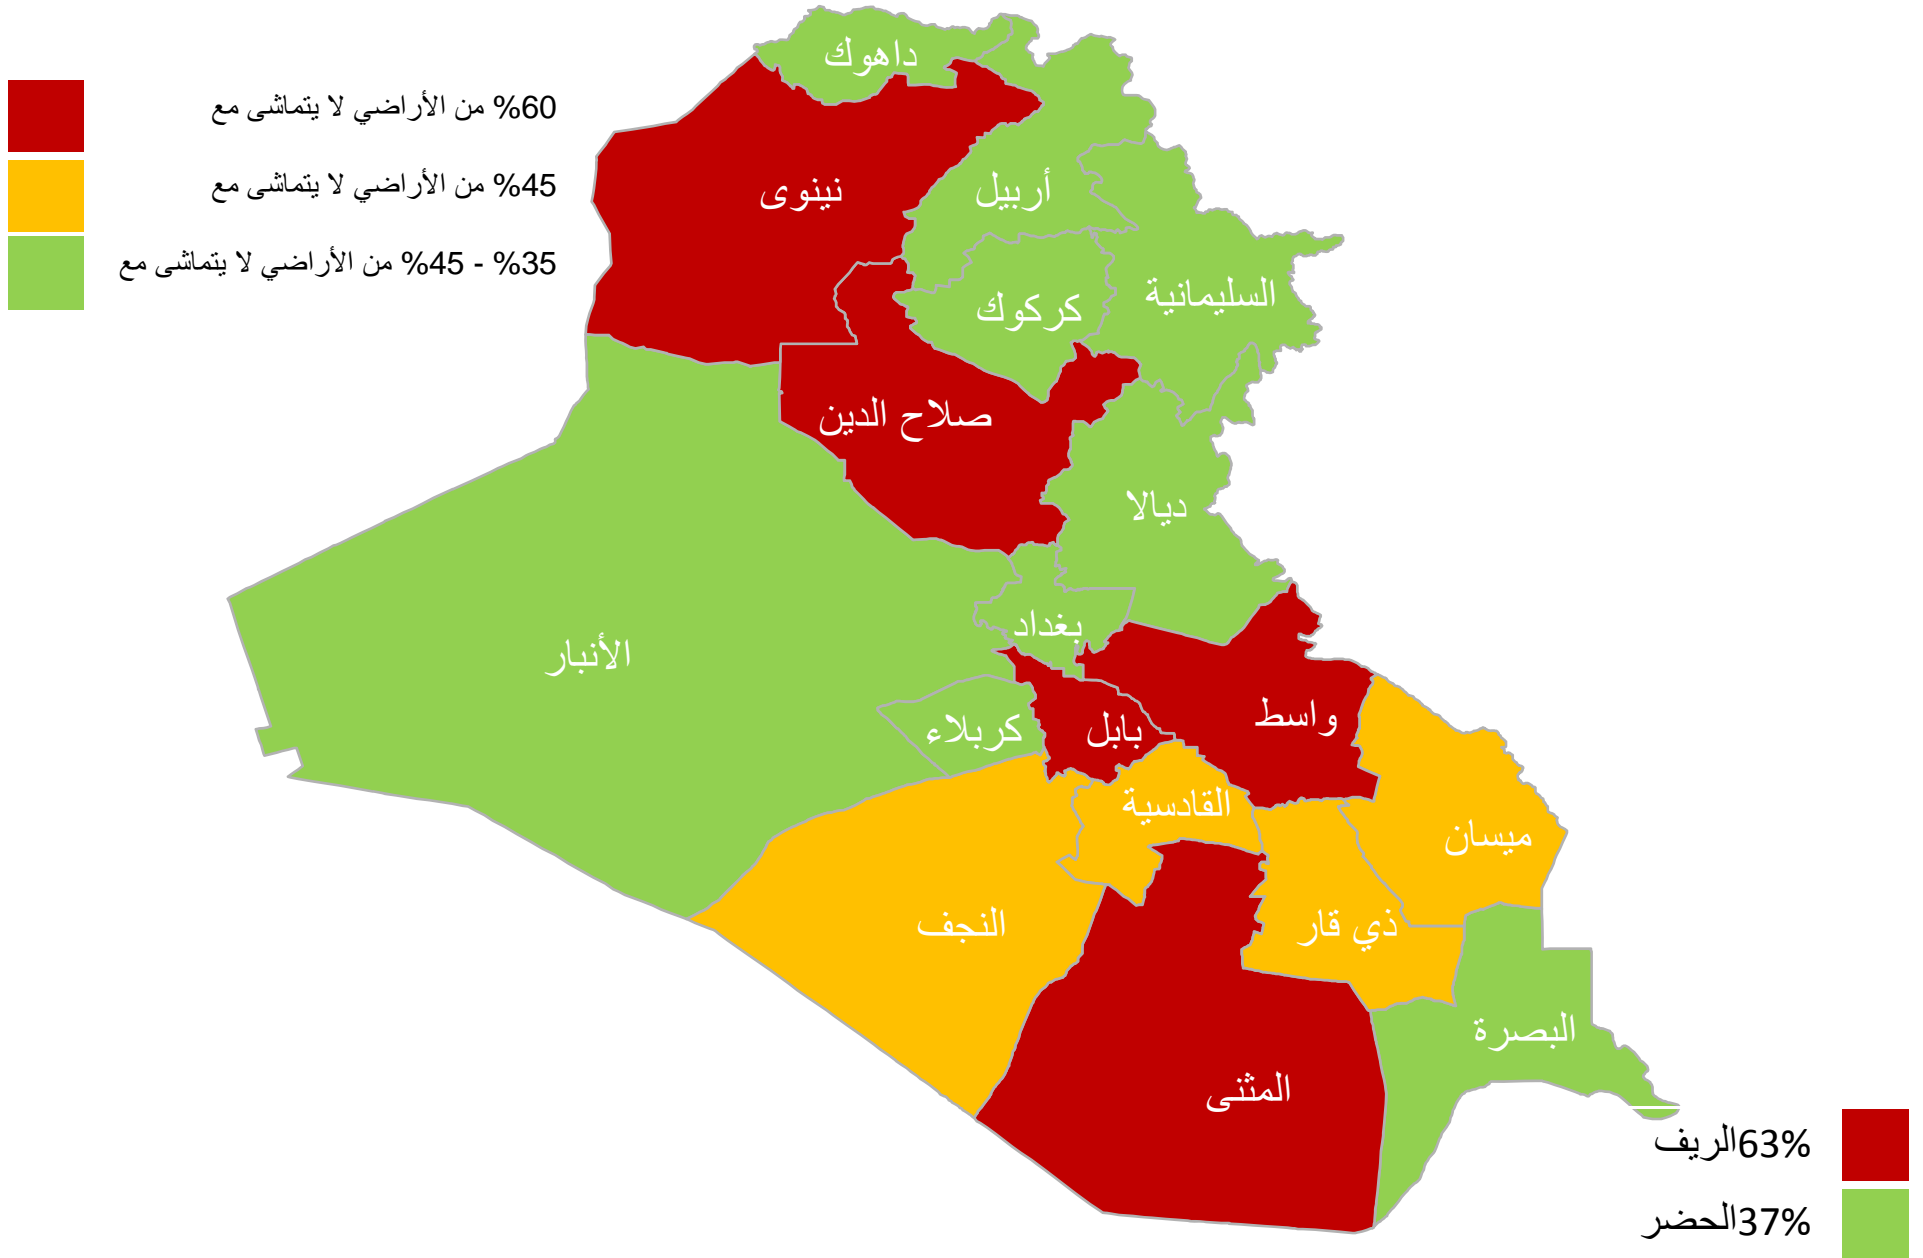 %60 من الأراضي لا يتماشى مع
%45 من الأراضي لا يتماشى مع
%35 - %45 من الأراضي لا يتماشى مع
داهوك
نينوى
أربيل
السليمانية
كركوك
صلاح الدين
ديالا
بغداد
الأنبار
واسط
كربلاء
بابل
القادسية
ميسان
النجف
ذي قار
البصرة
المثنى
63%الريف
37%الحضر